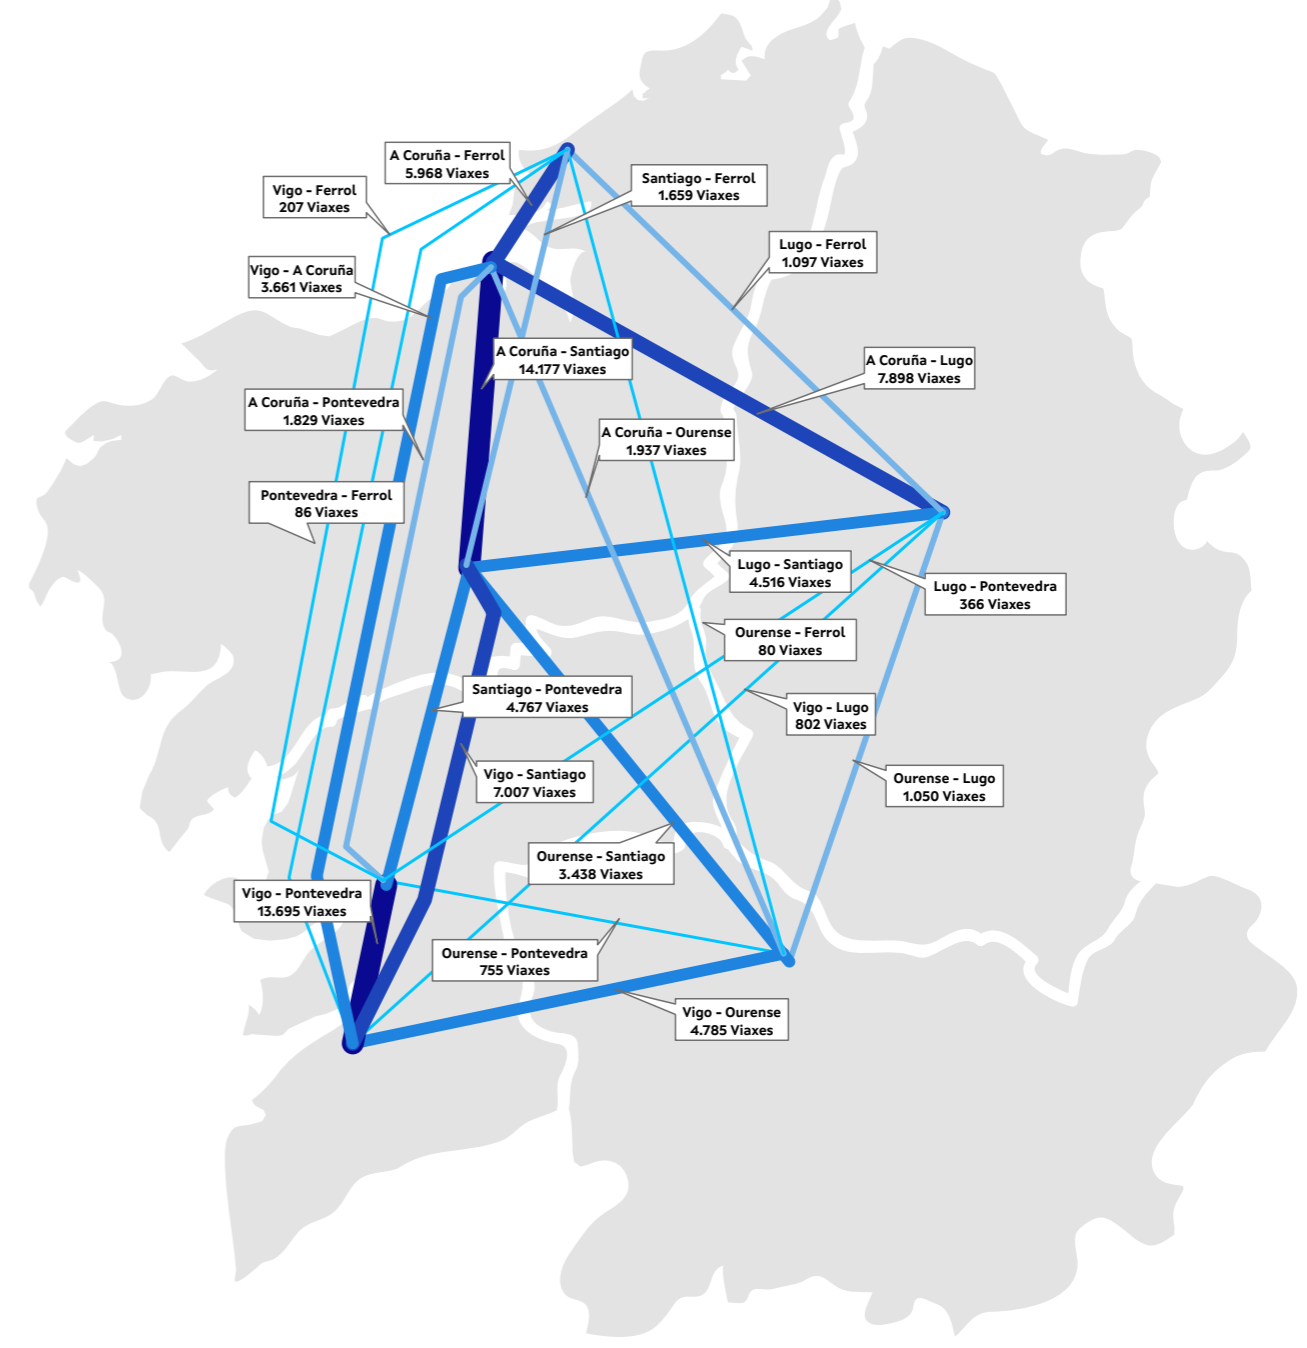 A Coruña - Ferrol
5.968 Viaxes
Santiago - Ferrol
1.659 Viaxes
Vigo - Ferrol
207 Viaxes
Lugo - Ferrol
1.097 Viaxes
Vigo - A Coruña
3.661 Viaxes
A Coruña - Santiago
14.177 Viaxes
A Coruña - Lugo
7.898 Viaxes
A Coruña - Pontevedra
1.829 Viaxes
A Coruña - Ourense
1.937 Viaxes
Pontevedra - Ferrol
86 Viaxes
Lugo - Santiago
4.516 Viaxes
Lugo - Pontevedra
366 Viaxes
Ourense - Ferrol
80 Viaxes
Santiago - Pontevedra
4.767 Viaxes
Vigo - Lugo
802 Viaxes
Vigo - Santiago
7.007 Viaxes
Ourense - Lugo
1.050 Viaxes
Ourense - Santiago
3.438 Viaxes
Vigo - Pontevedra
13.695 Viaxes
Ourense - Pontevedra
755 Viaxes
Vigo - Ourense
4.785 Viaxes